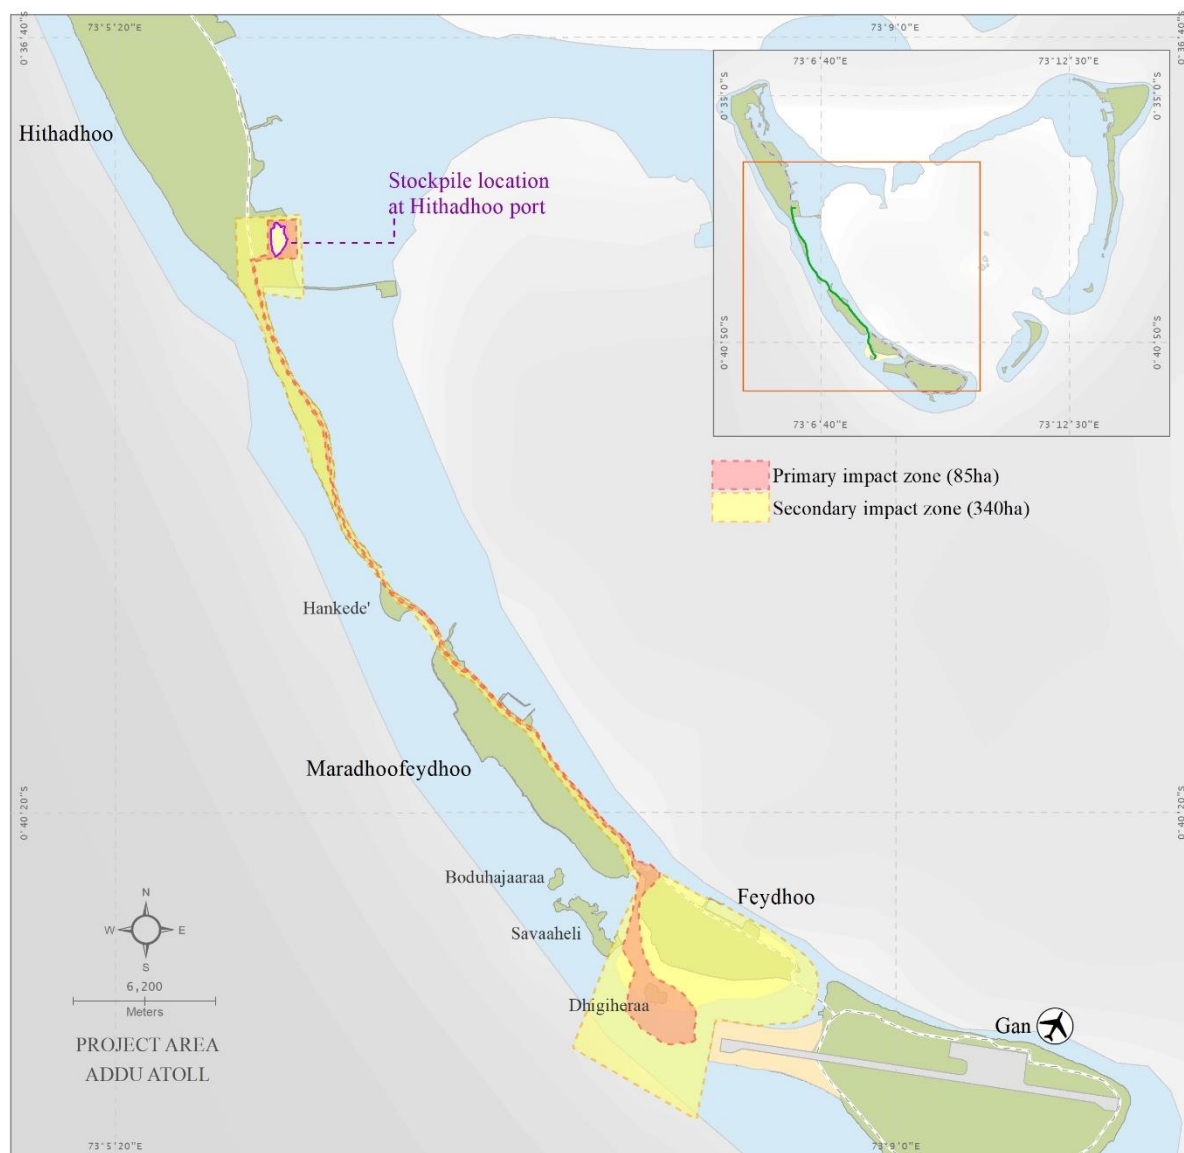 73°5'20"E
73°9'0"E
0°36'40"S
0°36'40"S
Hithadhoo
Stockpile location
at Hithadhoo port
73°6'40"E
73°12'30"E
0°35'0"S
0°35'0"S
0°40'50"S
0°40'50"S
73°6'40"E
73°12'30"E
Primary impact zone (85ha)
Secondary impact zone (340ha)
Hankede'
Maradhoofeydhoo
0°40'20"S
0°40'20"S
Boduhajaaraa
Feydhoo
Savaaheli
Dhigiheraa
Gan
N
W
E
S
6,200
Meters
PROJECT AREA
ADDU ATOLL
73°5'20"E
73°9'0"E